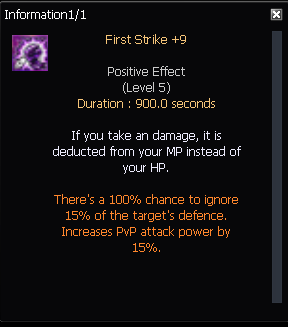 Information1/1
First Strike +9
Positive Effect
(Level 5)
Duration : 900.0 seconds
If you take an damage, it is
deducted from your MP instead of
your HP.
There's a 100% chance to ignore
15% of the target's defence.
Increases PvP attack power by
15%.